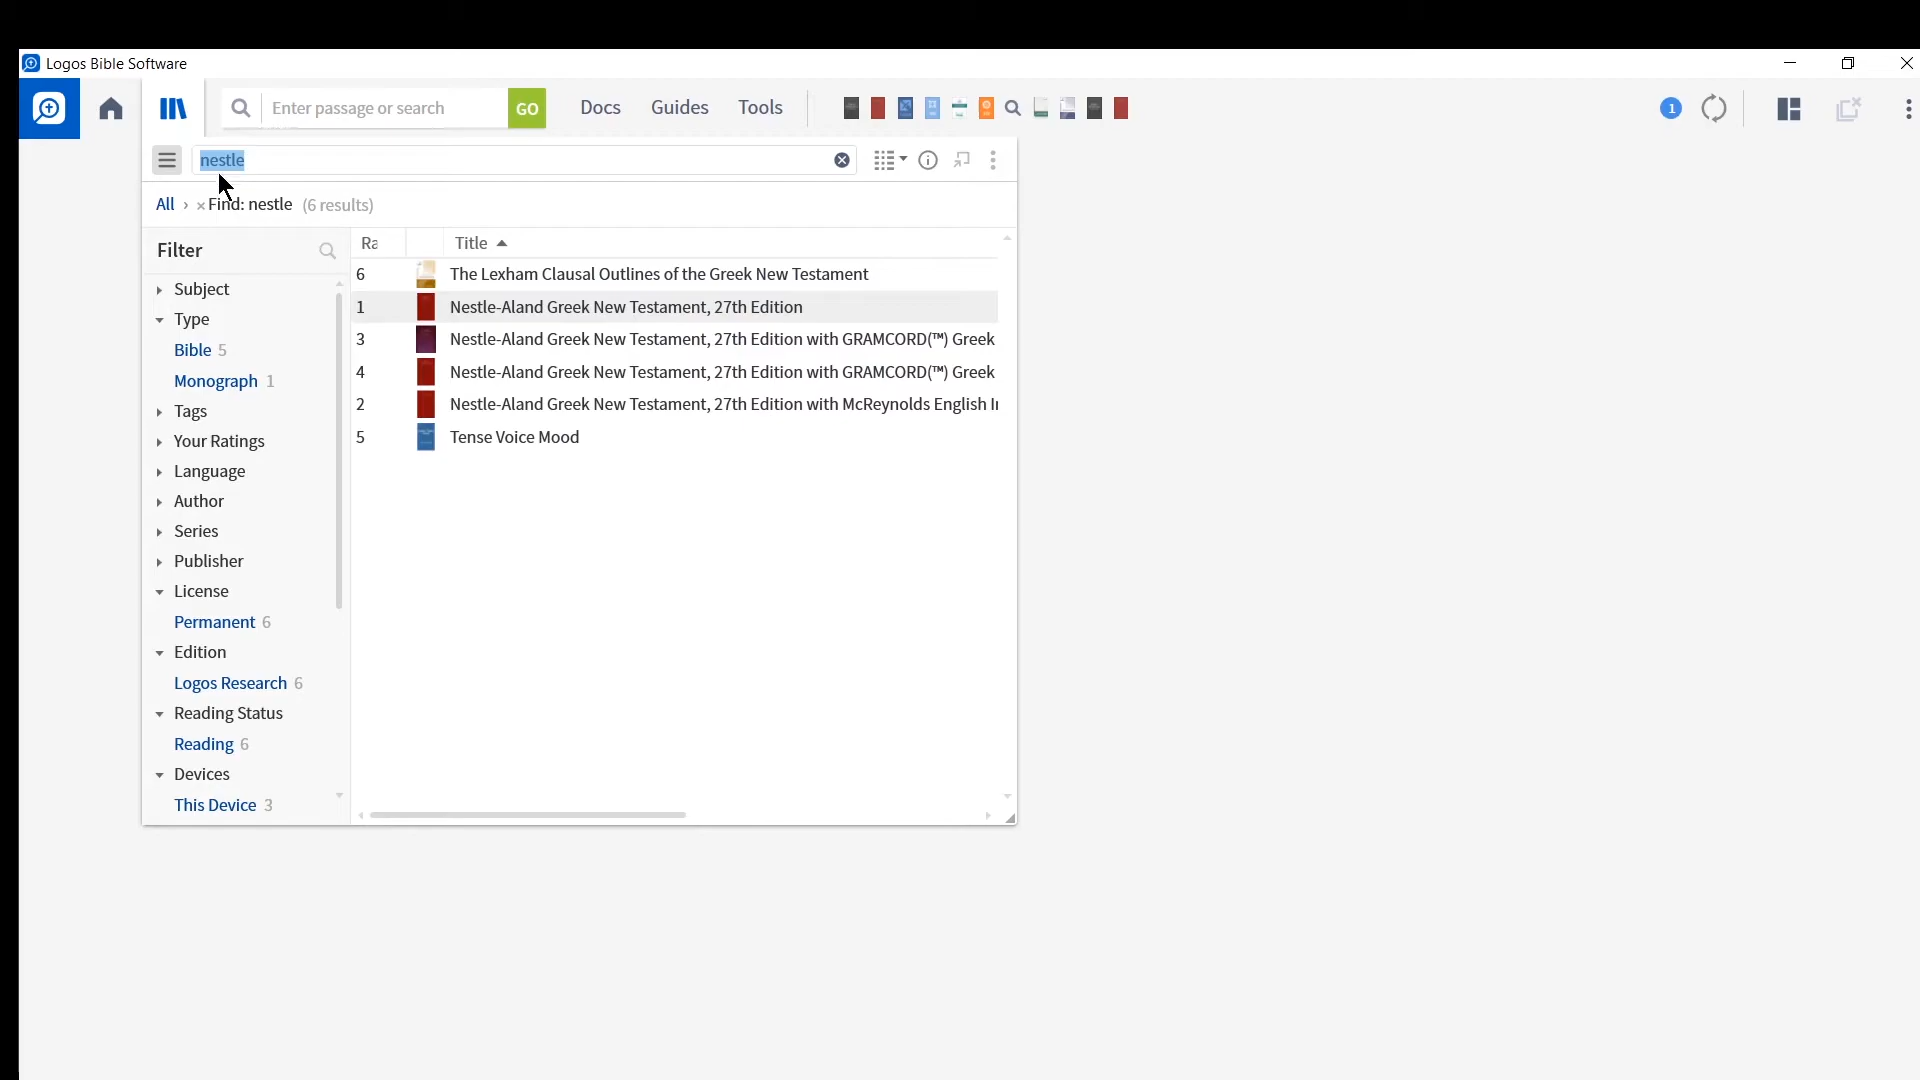 Logos Bible Software
Enter passage or search GO Docs Guides Tools 1
nestle
All › × Find: nestle (6 results)
Filter
Subject
Type
Bible 5
Monograph 1
Tags
Your Ratings
Language
Author
Series
Publisher
License
Permanent 6
Edition
Logos Research 6
Reading Status
Reading 6
Devices
This Device 3
Ra Title
6 The Lexham Clausal Outlines of the Greek New Testament
1 Nestle-Aland Greek New Testament, 27th Edition
3 Nestle-Aland Greek New Testament, 27th Edition with GRAMCORD(™) Greek
4 Nestle-Aland Greek New Testament, 27th Edition with GRAMCORD(™) Greek
2 Nestle-Aland Greek New Testament, 27th Edition with McReynolds English
5 Tense Voice Mood